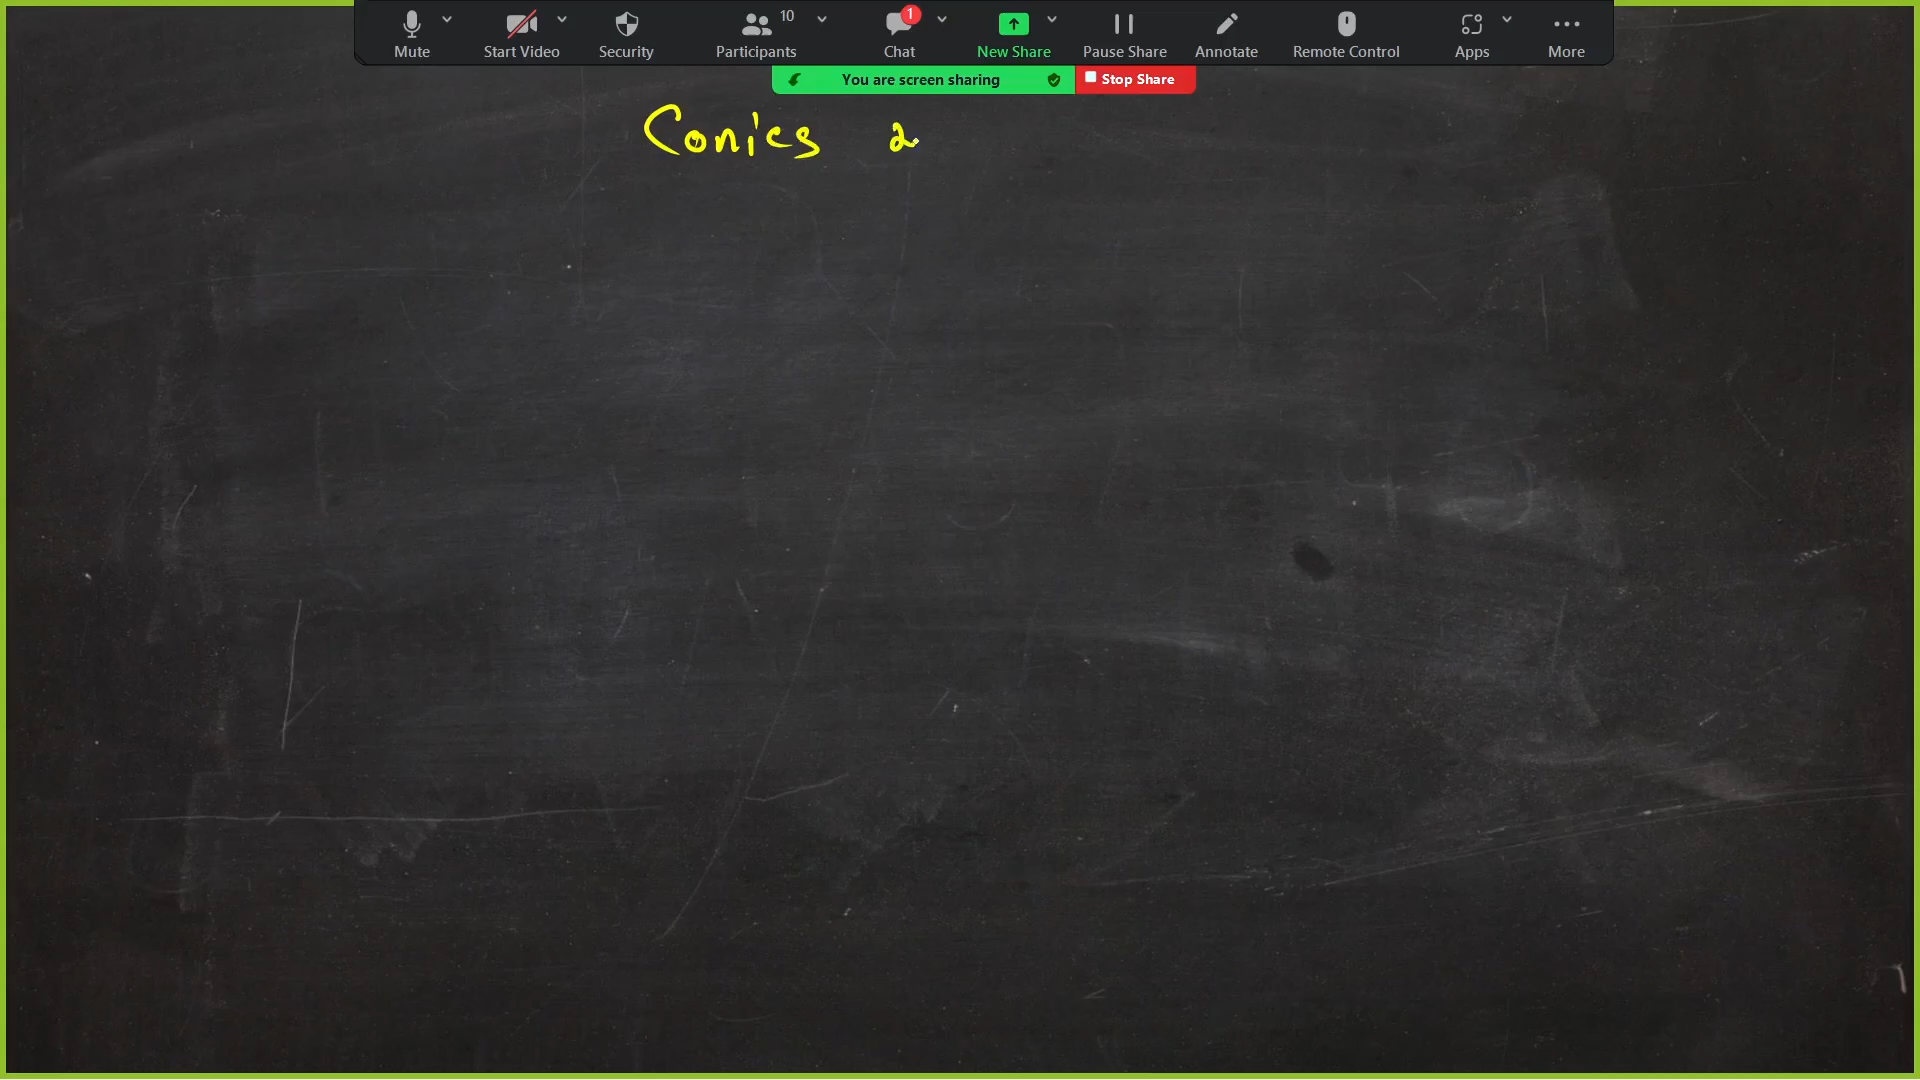 10
1
Mute
Start Video
Security
Participants
Chat
New Share
Pause Share
Annotate
Remote Control
Apps
More
You are screen sharing
Stop Share
Conics 2